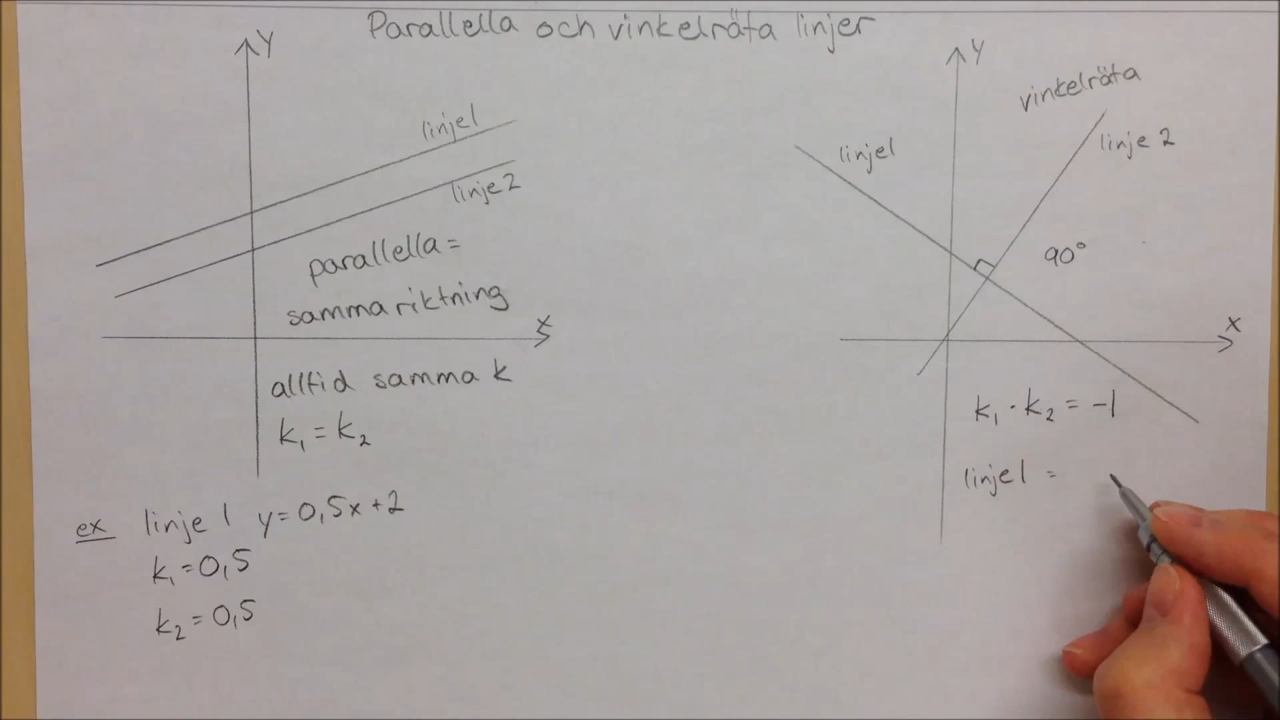 Parallella och vinkelräta linjer
Y
linje1
linje2
parallella =
samma riktning
x
alltid samma k
k₁ = k₂
ex linje 1 y=0,5x+2
k₁=0,5
k₂=0,5
Y
vinkelräta
linje1
linje 2
90°
x
k₁ · k₂ = -1
linje1 =